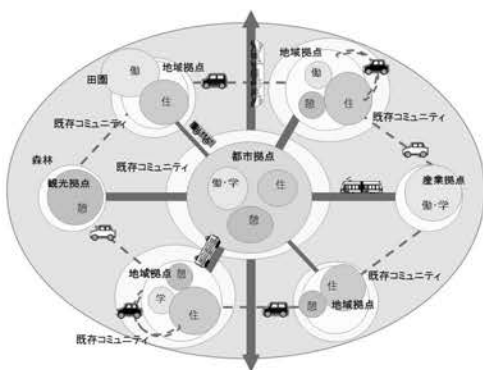 地域拠点
働
住
田園
既存コミュニティ
地域拠点
働
憩
住
既存コミュニティ
森林
観光拠点
憩
既存コミュニティ
都市拠点
働・学
住
憩
産業拠点
働・学
地域拠点
憩
学
住
既存コミュニティ
住
憩
地域拠点
既存コミュニティ